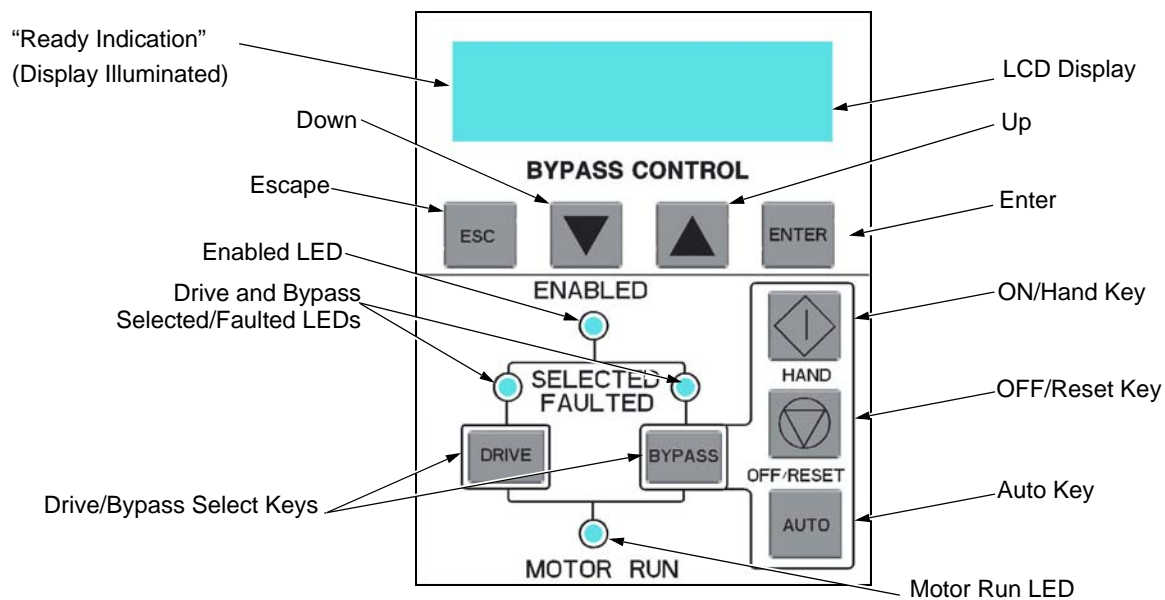 “Ready Indication”
(Display Illuminated)
LCD Display
Down
Up
BYPASS CONTROL
Escape
Enter
ESC
ENTER
Enabled LED
ENABLED
Drive and Bypass
Selected/Faulted LEDs
ON/Hand Key
SELECTED
FAULTED
HAND
OFF/Reset Key
DRIVE
BYPASS
OFF/RESET
Drive/Bypass Select Keys
Auto Key
AUTO
MOTOR RUN
Motor Run LED